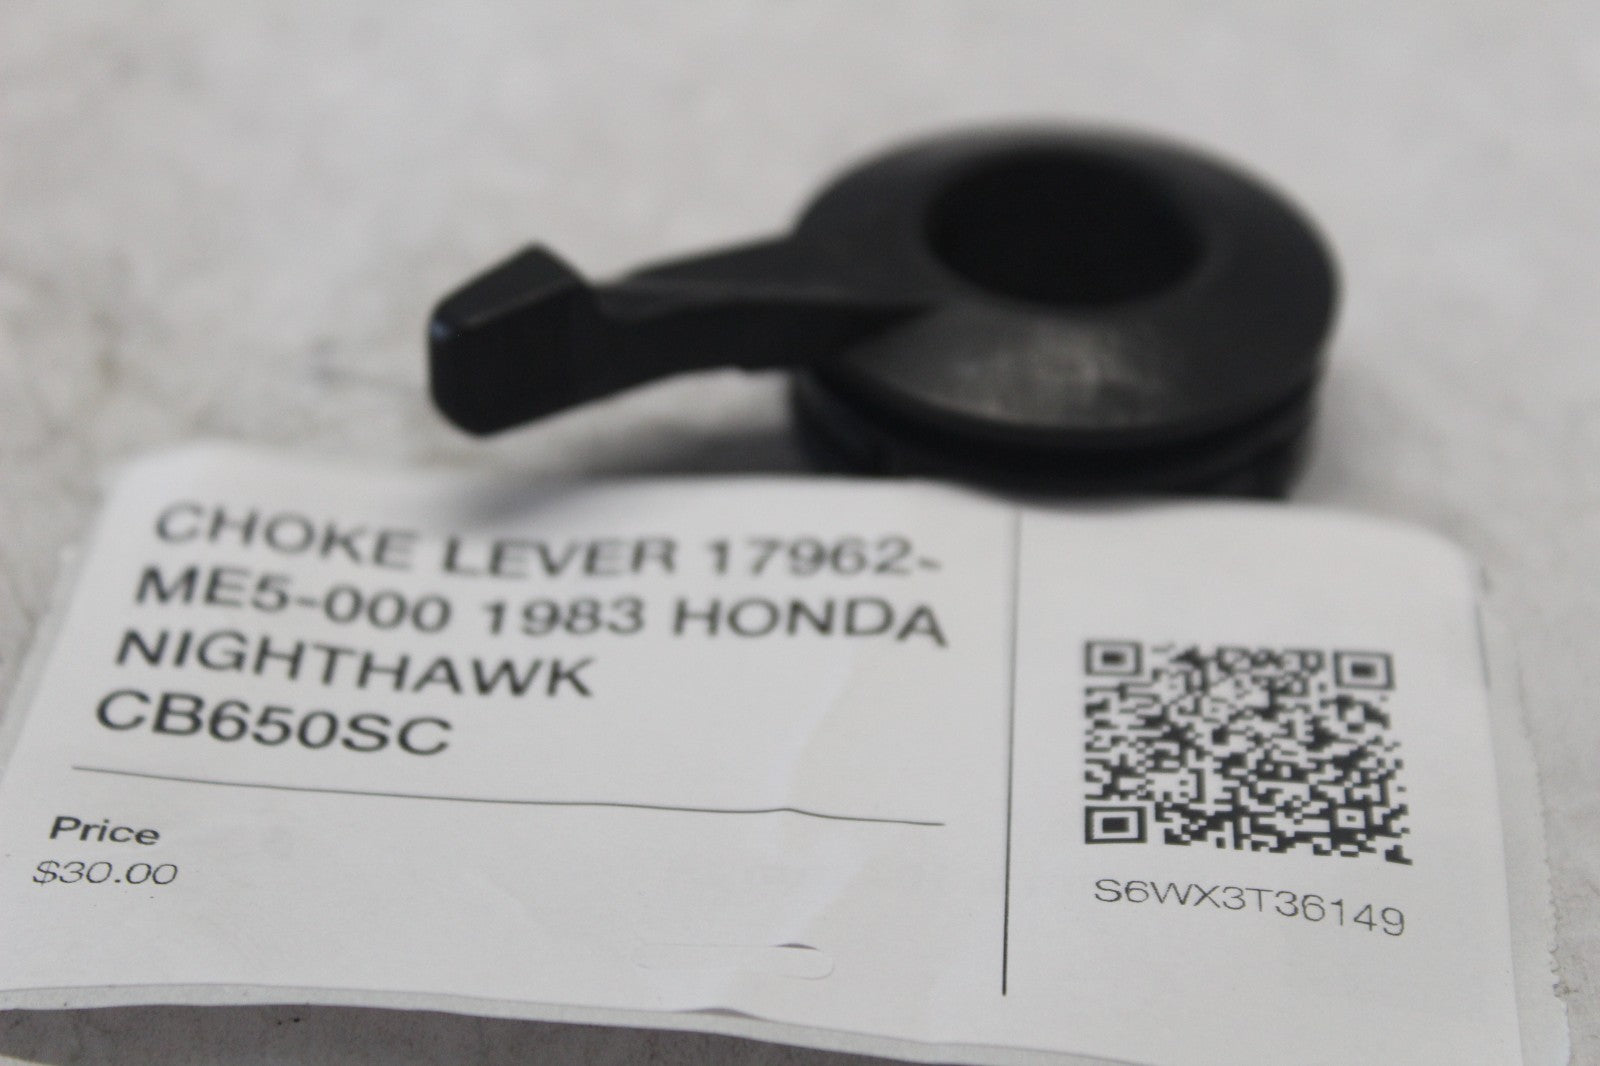 CHOKE LEVER 17962-
ME5-000 1983 HONDA
NIGHTHAWK
CB650SC
Price
$30.00
S6WX3T36149